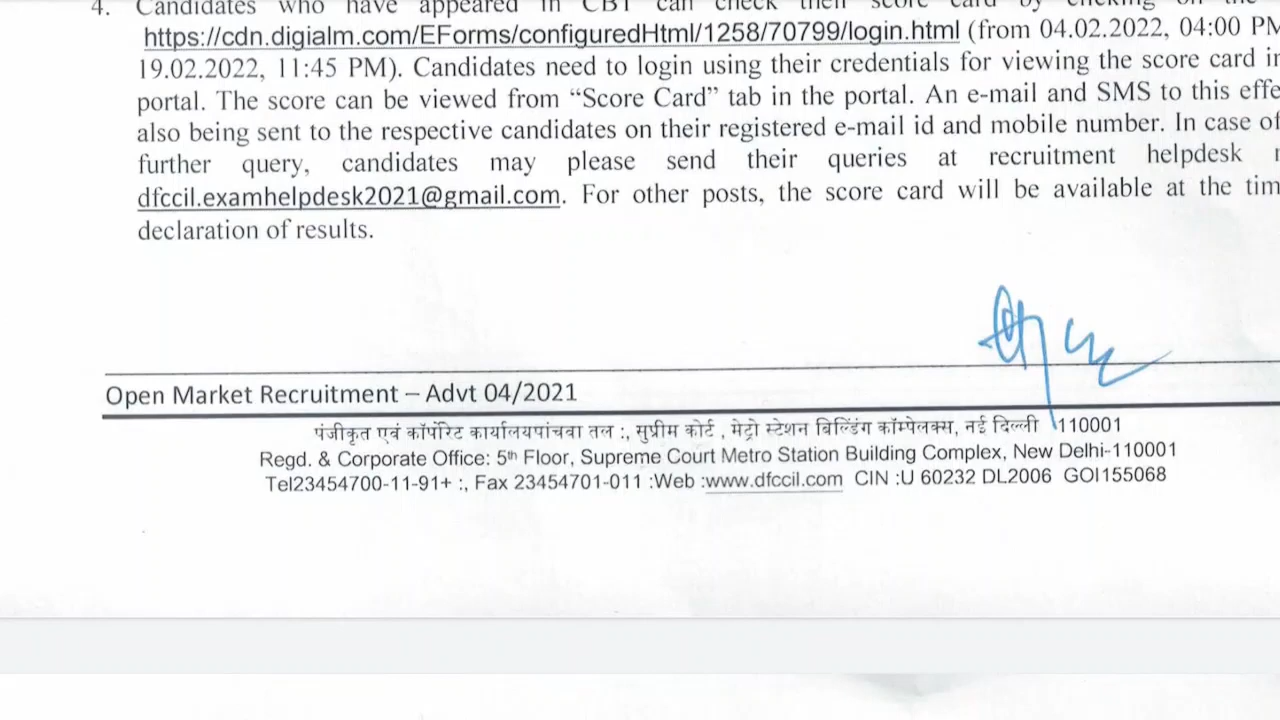 4. Candidates who have appeared in CBT can check their score card by clicking on the
https://cdn.digialm.com/EForms/configuredHtml/1258/70799/login.html (from 04.02.2022, 04:00 PM
19.02.2022, 11:45 PM). Candidates need to login using their credentials for viewing the score card in
portal. The score can be viewed from “Score Card” tab in the portal. An e-mail and SMS to this effe
also being sent to the respective candidates on their registered e-mail id and mobile number. In case of
further query, candidates may please send their queries at recruitment helpdesk
dfccil.examhelpdesk2021@gmail.com. For other posts, the score card will be available at the tim
declaration of results.
Open Market Recruitment – Advt 04/2021
पंजीकृत एवं कॉर्पोरेट कार्यालयपांचवा तल :, सुप्रीम कोर्ट , मेट्रो स्टेशन बिल्डिंग कॉम्पेलक्स, नई दिल्ली 110001
Regd. & Corporate Office: 5th Floor, Supreme Court Metro Station Building Complex, New Delhi-110001
Tel23454700-11-91+ :, Fax 23454701-011 :Web :www.dfccil.com CIN :U 60232 DL2006 GOI155068